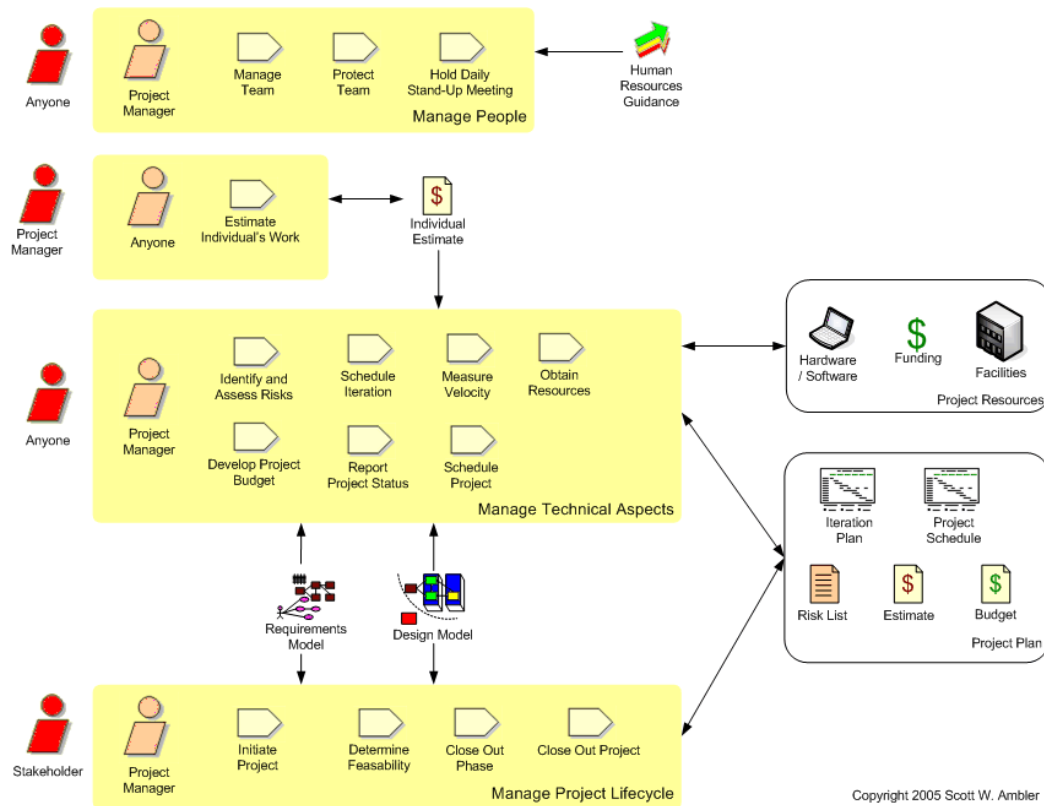 Anyone
Project
Manager
Manage
Team
Protect
Team
Hold Daily
Stand-Up Meeting
Manage People
Human
Resources
Guidance
Project
Manager
Anyone
Estimate
Individual's Work
$
Individual
Estimate
Anyone
Project
Manager
Identify and
Assess Risks
Schedule
Iteration
Measure
Velocity
Obtain
Resources
Develop Project
Budget
Report
Project Status
Schedule
Project
Manage Technical Aspects
Hardware
/ Software
$
Funding
Facilities
Project Resources
Iteration
Plan
Project
Schedule
Risk List
$
Estimate
$
Budget
Project Plan
Requirements
Model
Design Model
Stakeholder
Project
Manager
Initiate
Project
Determine
Feasability
Close Out
Phase
Close Out Project
Manage Project Lifecycle
Copyright 2005 Scott W. Ambler